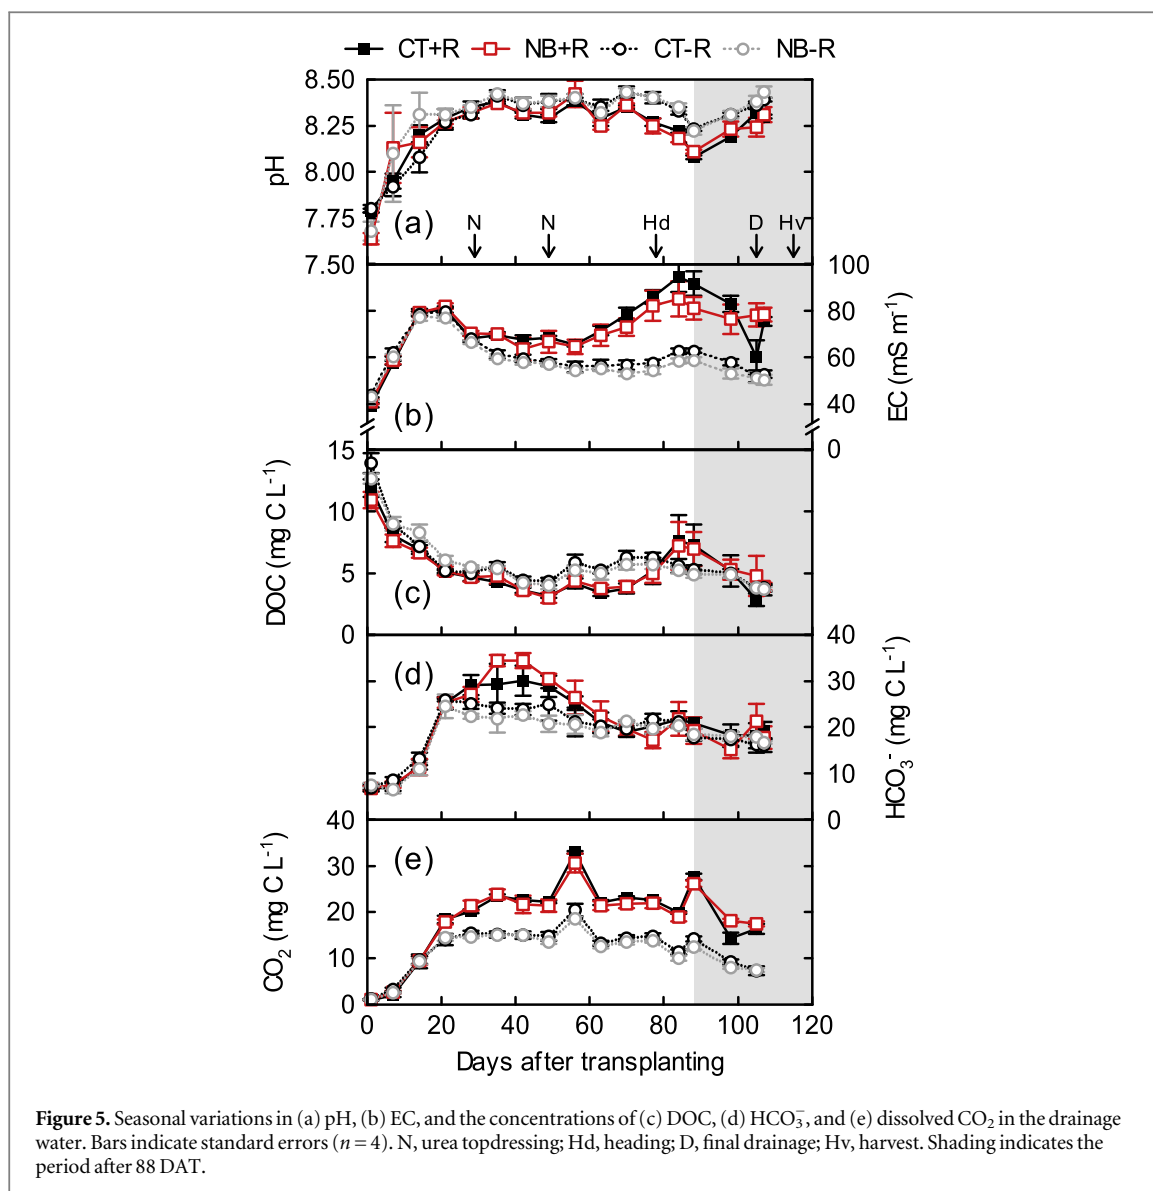 CT+R NB+R CT-R NB-R
8.50
8.25
8.00
7.75
7.50
pH
(a)
N N Hd D Hv
100
80
60
40
0
EC (mS m⁻¹)
(b)
15
10
5
0
DOC (mg C L⁻¹)
(c)
40
30
20
10
0
HCO₃⁻ (mg C L⁻¹)
(d)
40
30
20
10
0
CO₂ (mg C L⁻¹)
(e)
0 20 40 60 80 100 120
Days after transplanting
Figure 5. Seasonal variations in (a) pH, (b) EC, and the concentrations of (c) DOC, (d) HCO₃⁻, and (e) dissolved CO₂ in the drainage
water. Bars indicate standard errors (n = 4). N, urea topdressing; Hd, heading; D, final drainage; Hv, harvest. Shading indicates the
period after 88 DAT.